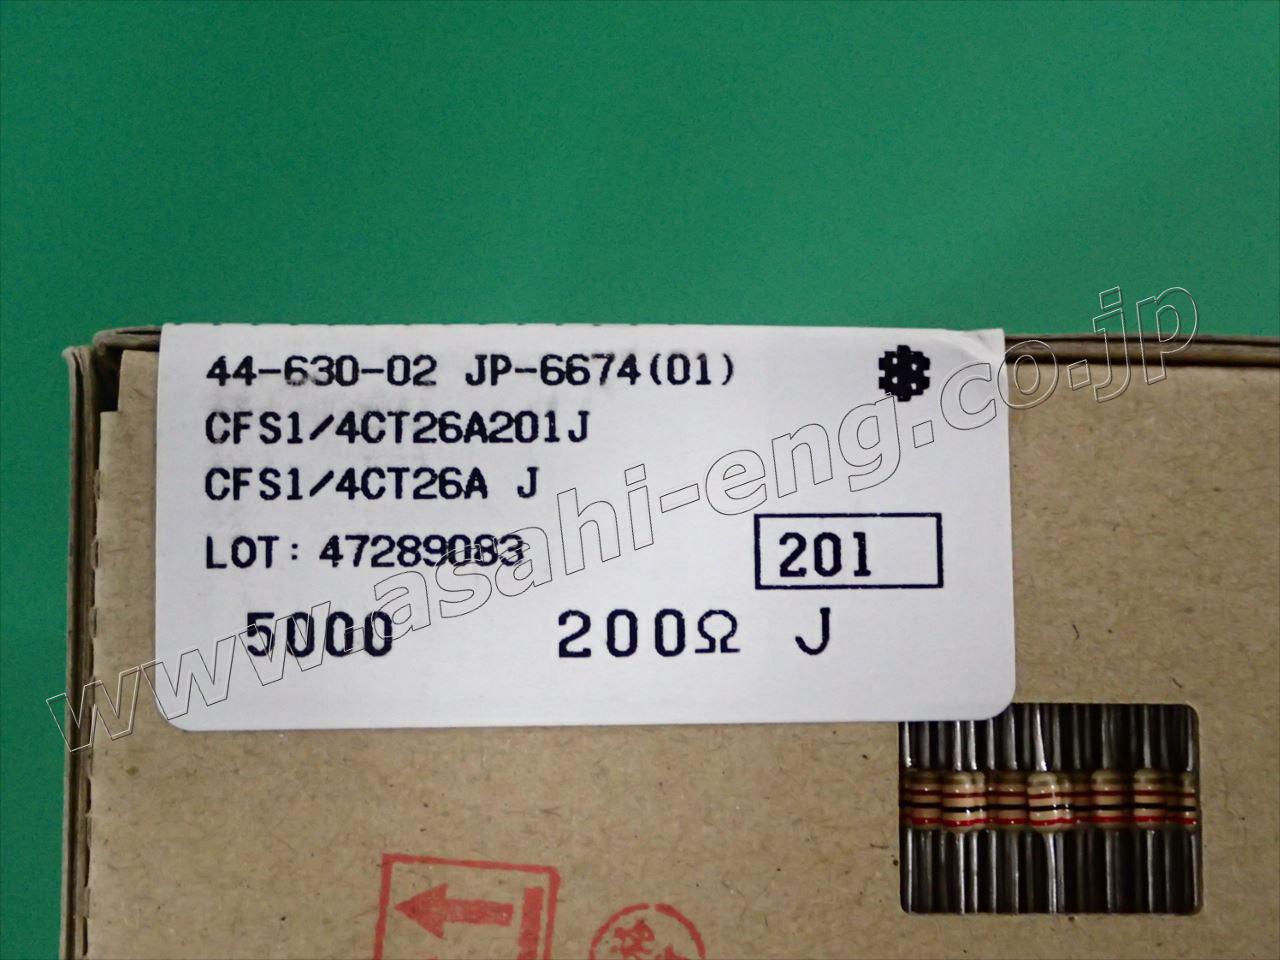 44-630-02 JP-6674(01)
CFS1/4CT26A201J
CFS1/4CT26A J
LOT: 47289083
201
5000 200Ω J
www.asahi-eng.co.jp